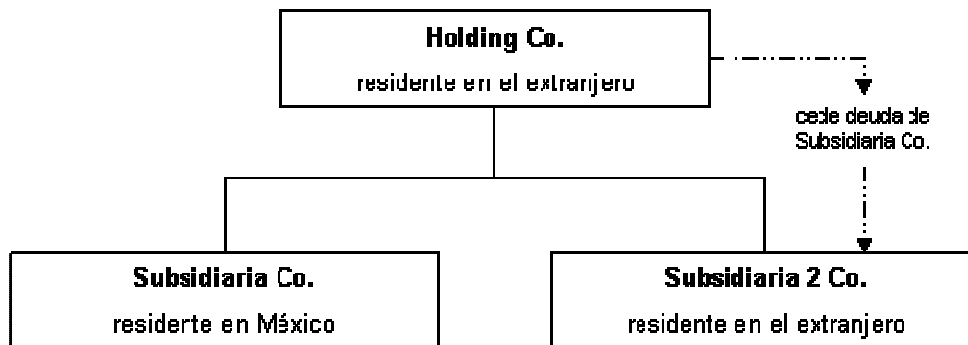 Holding Co.
residente en el extranjero
cede deuda de
Subsidiaria Co.
Subsidiaria Co.
residerte en México
Subsidiaria 2 Co.
residente en el extranjero